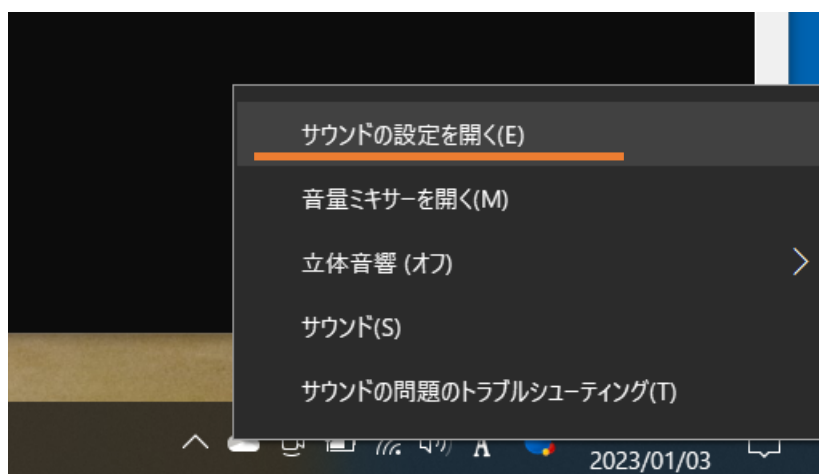 サウンドの設定を開く(E)
音量ミキサーを開く(M)
立体音響 (オフ)
サウンド(S)
サウンドの問題のトラブルシューティング(T)
A
2023/01/03